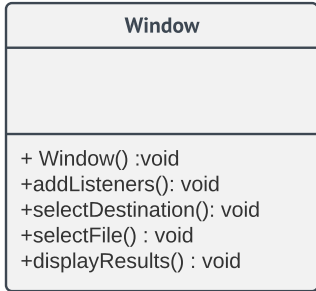 Window
+ Window() :void
+addListeners(): void
+selectDestination(): void
+selectFile() : void
+displayResults() : void